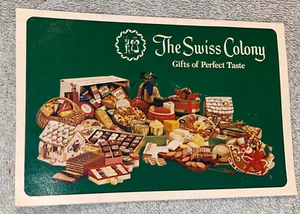 The Swiss Colony
Gifts of Perfect Taste